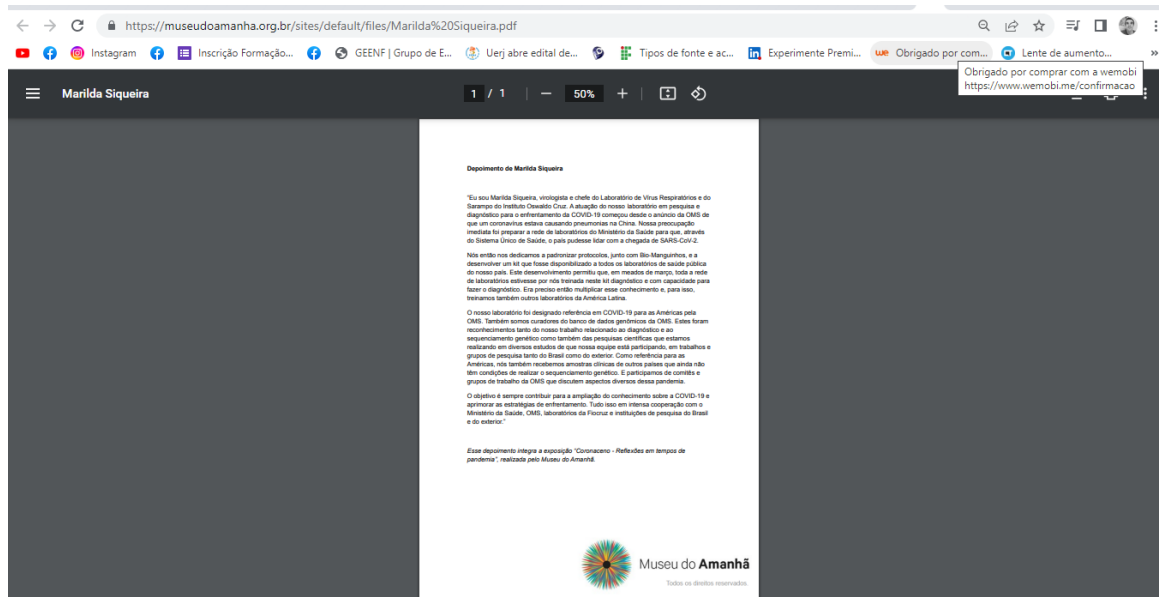 https://museudoamanha.org.br/sites/default/files/Marilda%20Siqueira.pdf
Instagram
Inscrição Formação...
GEENF | Grupo de E...
Uerj abre edital de...
Tipos de fonte e ac...
Experimente Premi...
we Obrigado por com...
Lente de aumento...
Obrigado por comprar com a wemobi
https://www.wemobi.me/confirmacao
Marilda Siqueira
1 / 1
50%
Depoimento de Marilda Siqueira
"Eu sou Marilda Siqueira, virologista e chefe do Laboratório de Vírus Respiratórios e do
Sarampo do Instituto Oswaldo Cruz. A atuação do nosso laboratório em pesquisa e
diagnóstico para o enfrentamento da COVID-19 começou desde o anúncio da OMS de
que um coronavírus estava causando pneumonias na China. Nossa preocupação
imediata foi preparar a rede de laboratórios do Ministério da Saúde para que, através
do Sistema Único de Saúde, o país pudesse lidar com a chegada de SARS-CoV-2.
Nós então nos dedicamos a padronizar protocolos, junto com Bio-Manguinhos, e a
desenvolver um kit que fosse disponibilizado a todos os laboratórios de saúde pública
do nosso país. Este desenvolvimento permitiu que, em meados de março, toda a rede
de laboratórios estivesse por nós treinada neste kit diagnóstico e com capacidade para
fazer o diagnóstico. Era preciso então multiplicar esse conhecimento e, para isso,
treinamos também outros laboratórios da América Latina.
O nosso laboratório foi designado referência em COVID-19 para as Américas pela
OMS. Também somos curadores do banco de dados genômicos da OMS. Estes foram
reconhecimentos tanto do nosso trabalho relacionado ao diagnóstico e ao
sequenciamento genético como também das pesquisas científicas que estamos
realizando em diversos estudos de que nossa equipe está participando, em trabalhos e
grupos de pesquisa tanto do Brasil como do exterior. Como referência para as
Américas, nós também recebemos amostras clínicas de outros países que ainda não
têm condições de realizar o sequenciamento genético. E participamos de comitês e
grupos de trabalho da OMS que discutem aspectos diversos dessa pandemia.
O objetivo é sempre contribuir para a ampliação do conhecimento sobre a COVID-19 e
aprimorar as estratégias de enfrentamento. Tudo isso em intensa cooperação com o
Ministério da Saúde, OMS, laboratórios da Fiocruz e instituições de pesquisa do Brasil
e do exterior."
Esse depoimento integra a exposição "Coronaceno - Reflexões em tempos de
pandemia", realizada pelo Museu do Amanhã.
Museu do Amanhã
Todos os direitos reservados.